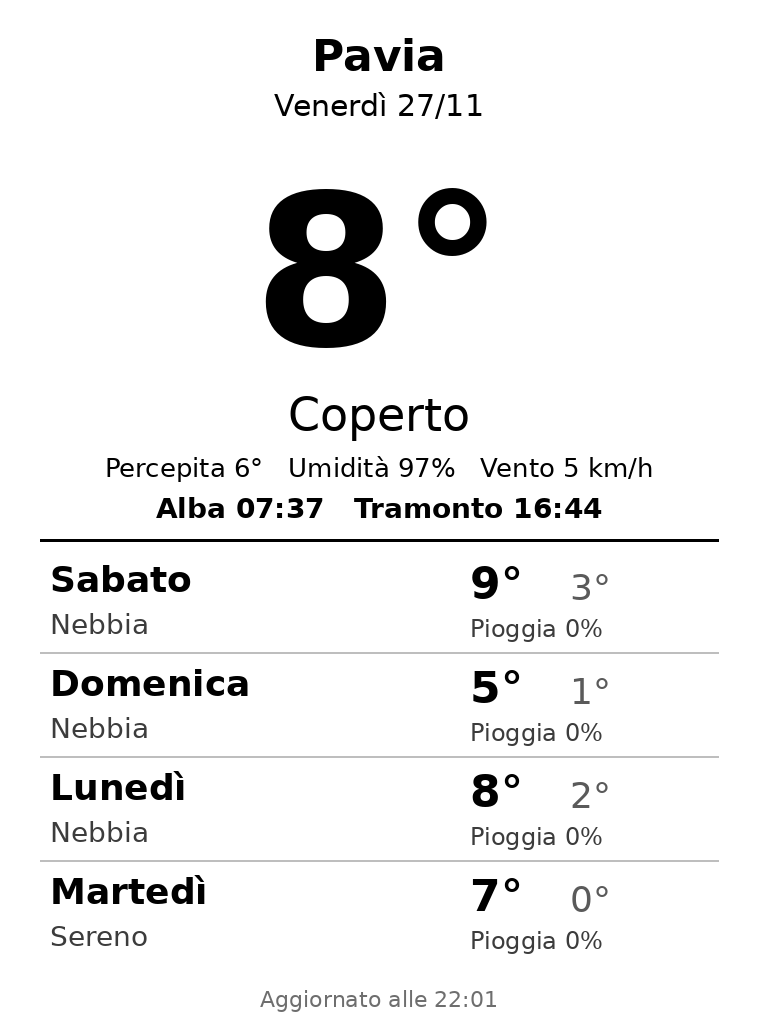 Pavia
Venerdì 27/11
8°
Coperto
Percepita 6° Umidità 97% Vento 5 km/h
Alba 07:37 Tramonto 16:44
Sabato 9° 3°
Nebbia Pioggia 0%
Domenica 5° 1°
Nebbia Pioggia 0%
Lunedì 8° 2°
Nebbia Pioggia 0%
Martedì 7° 0°
Sereno Pioggia 0%
Aggiornato alle 22:01